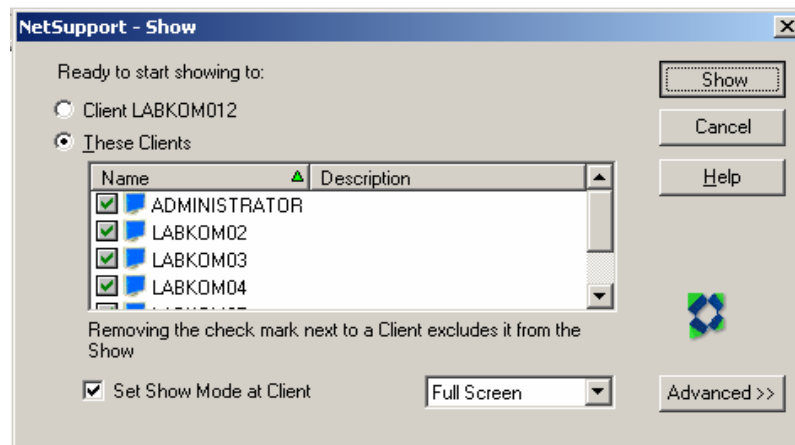 NetSupport - Show
Ready to start showing to:
Client LABKOM012
These Clients
Name Description
ADMINISTRATOR
LABKOM02
LABKOM03
LABKOM04
Removing the check mark next to a Client excludes it from the
Show
Set Show Mode at Client Full Screen
Show
Cancel
Help
Advanced >>